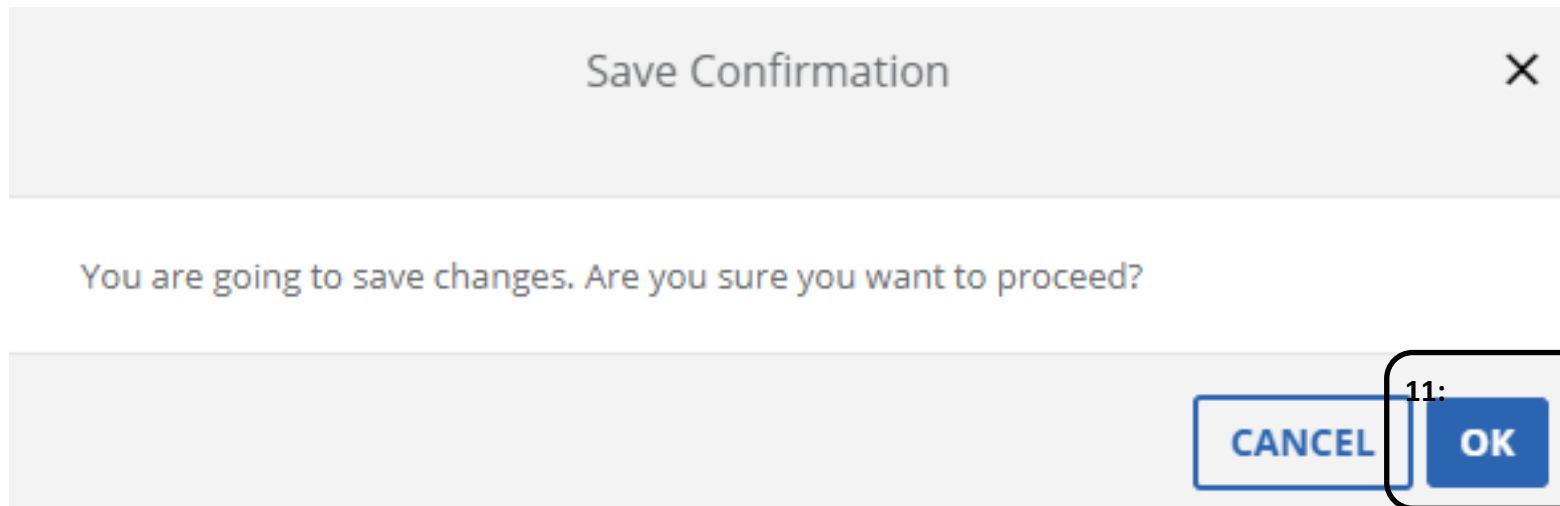 Save Confirmation
You are going to save changes. Are you sure you want to proceed?
11:
CANCEL OK